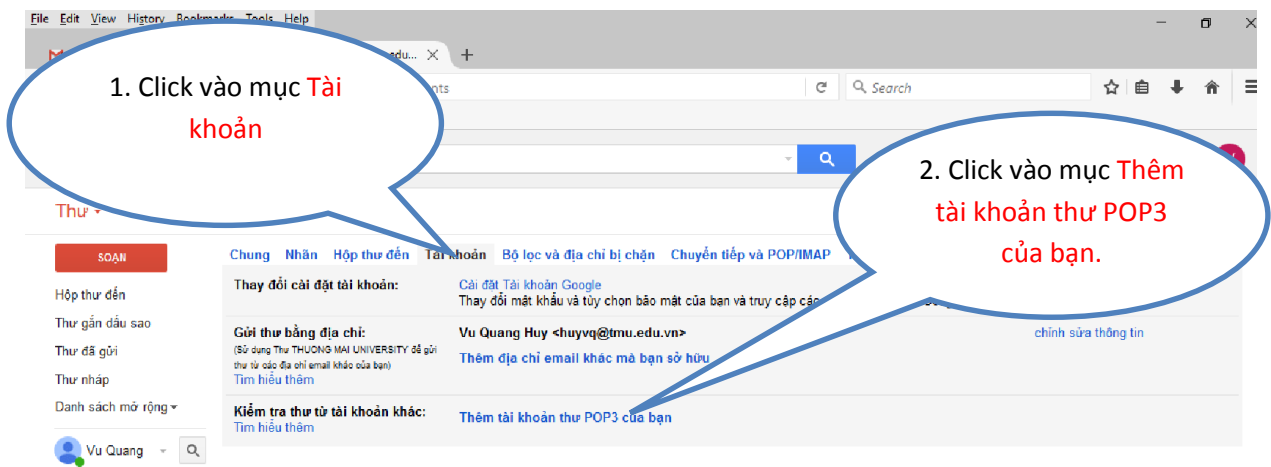 File Edit View History Bookmarks Tools Help
edu... × +
nts
Search
1. Click vào mục Tài
khoản
2. Click vào mục Thêm
tài khoản thư POP3
của bạn.
Thư
SOẠN
Chung Nhãn Hộp thư đến Tài khoản Bộ lọc và địa chỉ bị chặn Chuyển tiếp và POP/IMAP
Hộp thư đến
Thư gắn dấu sao
Thư đã gửi
Thư nháp
Danh sách mở rộng
Vu Quang
Thay đổi cài đặt tài khoản:
Cài đặt Tài khoản Google
Thay đổi mật khẩu và tùy chọn bảo mật của bạn và truy cập các
Gửi thư bằng địa chỉ:
(Sử dụng Thư THUONG MAI UNIVERSITY để gửi
thư từ các địa chỉ email khác của bạn)
Tìm hiểu thêm
Vu Quang Huy <huyvq@tmu.edu.vn>
chỉnh sửa thông tin
Thêm địa chỉ email khác mà bạn sở hữu
Kiểm tra thư từ tài khoản khác:
Tìm hiểu thêm
Thêm tài khoản thư POP3 của bạn